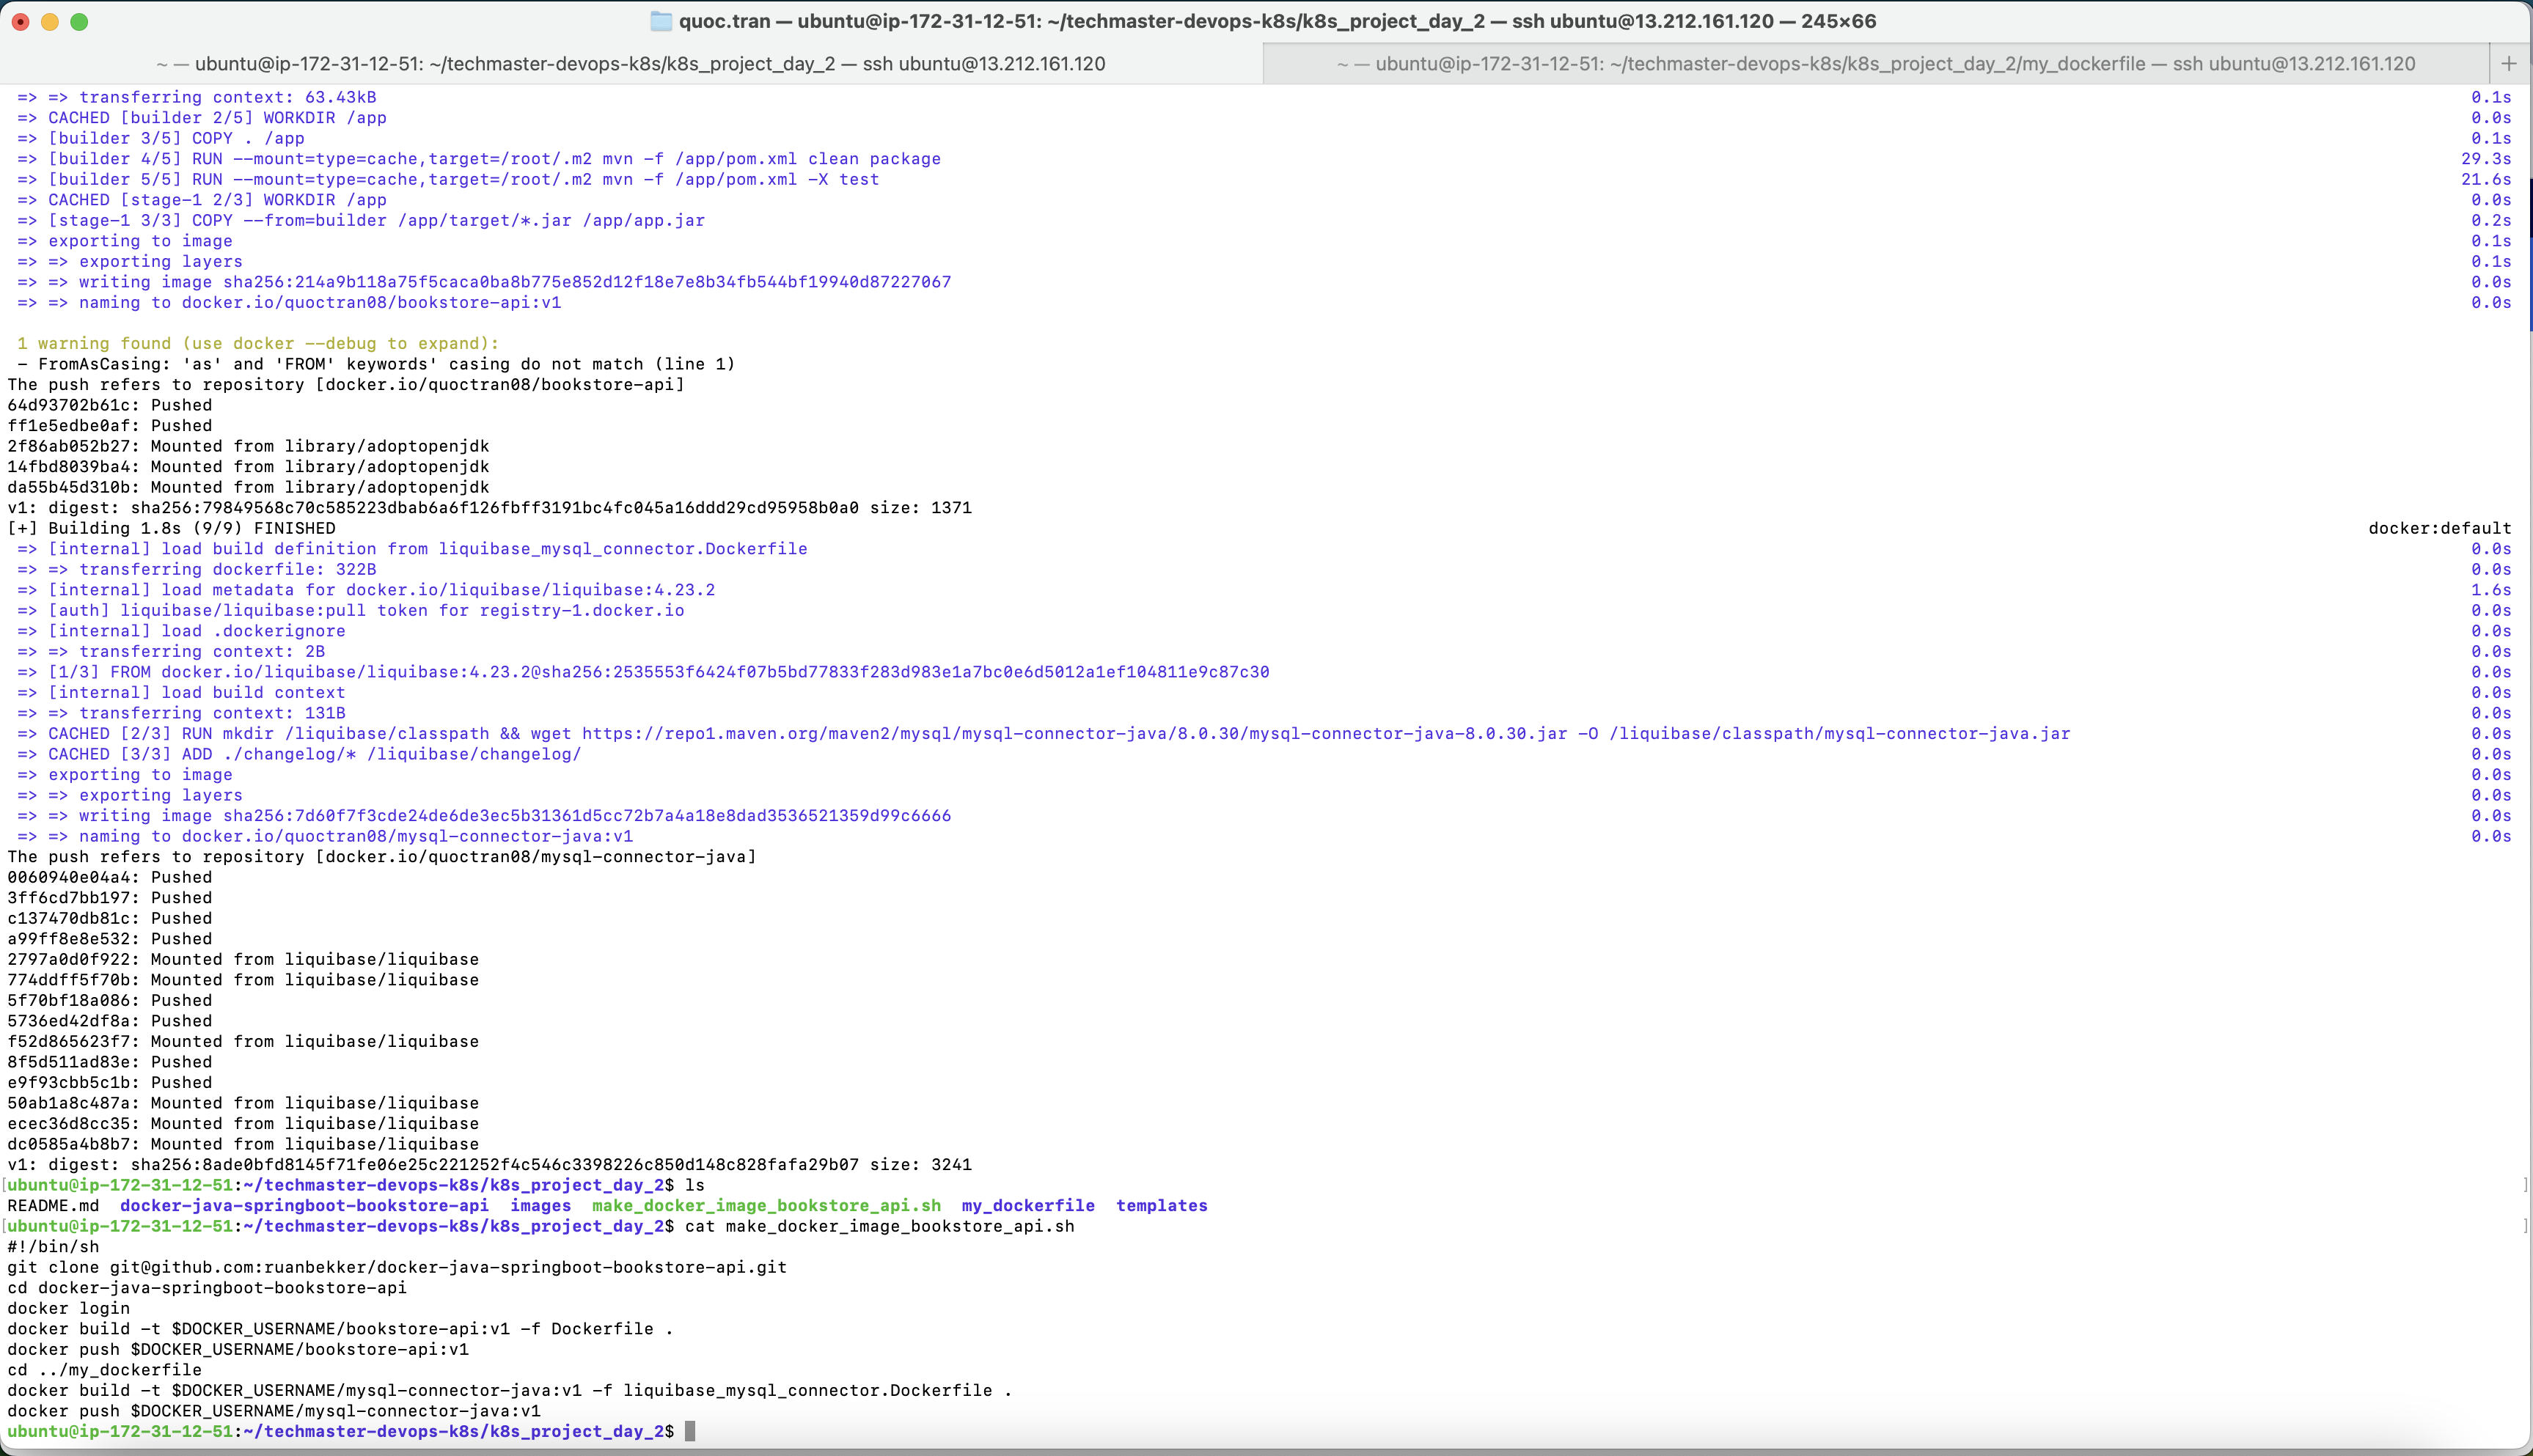 quoc.tran — ubuntu@ip-172-31-12-51: ~/techmaster-devops-k8s/k8s_project_day_2 — ssh ubuntu@13.212.161.120 — 245×66
~ — ubuntu@ip-172-31-12-51: ~/techmaster-devops-k8s/k8s_project_day_2 — ssh ubuntu@13.212.161.120
~ — ubuntu@ip-172-31-12-51: ~/techmaster-devops-k8s/k8s_project_day_2/my_dockerfile — ssh ubuntu@13.212.161.120 +
=> => transferring context: 63.43kB 0.1s
=> CACHED [builder 2/5] WORKDIR /app 0.0s
=> [builder 3/5] COPY . /app 0.1s
=> [builder 4/5] RUN --mount=type=cache,target=/root/.m2 mvn -f /app/pom.xml clean package 29.3s
=> [builder 5/5] RUN --mount=type=cache,target=/root/.m2 mvn -f /app/pom.xml -X test 21.6s
=> CACHED [stage-1 2/3] WORKDIR /app 0.0s
=> [stage-1 3/3] COPY --from=builder /app/target/*.jar /app/app.jar 0.2s
=> exporting to image 0.1s
=> => exporting layers 0.1s
=> => writing image sha256:214a9b118a75f5caca0ba8b775e852d12f18e7e8b34fb544bf19940d87227067 0.0s
=> => naming to docker.io/quoctran08/bookstore-api:v1 0.0s
1 warning found (use docker --debug to expand):
- FromAsCasing: 'as' and 'FROM' keywords' casing do not match (line 1)
The push refers to repository [docker.io/quoctran08/bookstore-api]
64d93702b61c: Pushed
ff1e5edbe0af: Pushed
2f86ab052b27: Mounted from library/adoptopenjdk
14fbd8039ba4: Mounted from library/adoptopenjdk
da55b45d310b: Mounted from library/adoptopenjdk
v1: digest: sha256:79849568c70c585223dbab6a6f126fbff3191bc4fc045a16ddd29cd95958b0a0 size: 1371
[+] Building 1.8s (9/9) FINISHED docker:default
=> [internal] load build definition from liquibase_mysql_connector.Dockerfile 0.0s
=> => transferring dockerfile: 322B 0.0s
=> [internal] load metadata for docker.io/liquibase/liquibase:4.23.2 1.6s
=> [auth] liquibase/liquibase:pull token for registry-1.docker.io 0.0s
=> [internal] load .dockerignore 0.0s
=> => transferring context: 2B 0.0s
=> [1/3] FROM docker.io/liquibase/liquibase:4.23.2@sha256:2535553f6424f07b5bd77833f283d983e1a7bc0e6d5012a1ef104811e9c87c30 0.0s
=> [internal] load build context 0.0s
=> => transferring context: 131B 0.0s
=> CACHED [2/3] RUN mkdir /liquibase/classpath && wget https://repo1.maven.org/maven2/mysql/mysql-connector-java/8.0.30/mysql-connector-java-8.0.30.jar -O /liquibase/classpath/mysql-connector-java.jar 0.0s
=> CACHED [3/3] ADD ./changelog/* /liquibase/changelog/ 0.0s
=> exporting to image 0.0s
=> => exporting layers 0.0s
=> => writing image sha256:7d60f7f3cde24de6de3ec5b31361d5cc72b7a4a18e8dad3536521359d99c6666 0.0s
=> => naming to docker.io/quoctran08/mysql-connector-java:v1 0.0s
The push refers to repository [docker.io/quoctran08/mysql-connector-java]
0060940e04a4: Pushed
3ff6cd7bb197: Pushed
c137470db81c: Pushed
a99ff8e8e532: Pushed
2797a0d0f922: Mounted from liquibase/liquibase
774ddff5f70b: Mounted from liquibase/liquibase
5f70bf18a086: Pushed
5736ed42df8a: Pushed
f52d865623f7: Mounted from liquibase/liquibase
8f5d511ad83e: Pushed
e9f93cbb5c1b: Pushed
50ab1a8c487a: Mounted from liquibase/liquibase
ecec36d8cc35: Mounted from liquibase/liquibase
dc0585a4b8b7: Mounted from liquibase/liquibase
v1: digest: sha256:8ade0bfd8145f71fe06e25c221252f4c546c3398226c850d148c828fafa29b07 size: 3241
[ubuntu@ip-172-31-12-51:~/techmaster-devops-k8s/k8s_project_day_2$ ls ]
README.md docker-java-springboot-bookstore-api images make_docker_image_bookstore_api.sh my_dockerfile templates
[ubuntu@ip-172-31-12-51:~/techmaster-devops-k8s/k8s_project_day_2$ cat make_docker_image_bookstore_api.sh ]
#!/bin/sh
git clone git@github.com:ruanbekker/docker-java-springboot-bookstore-api.git
cd docker-java-springboot-bookstore-api
docker login
docker build -t $DOCKER_USERNAME/bookstore-api:v1 -f Dockerfile .
docker push $DOCKER_USERNAME/bookstore-api:v1
cd ../my_dockerfile
docker build -t $DOCKER_USERNAME/mysql-connector-java:v1 -f liquibase_mysql_connector.Dockerfile .
docker push $DOCKER_USERNAME/mysql-connector-java:v1
ubuntu@ip-172-31-12-51:~/techmaster-devops-k8s/k8s_project_day_2$